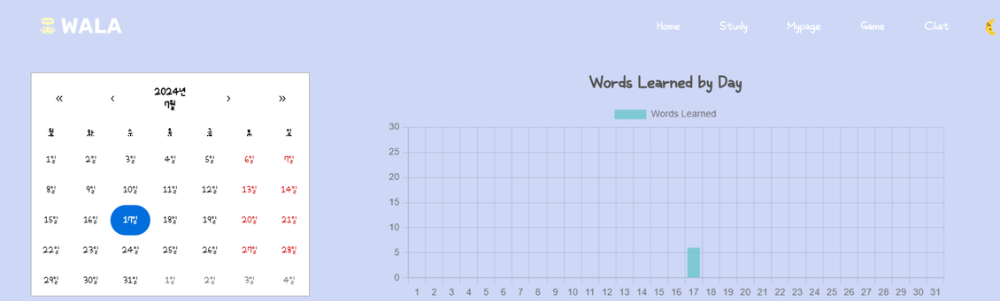 WALA
Home Study Mypage Game Chat
« ‹ 2024년 › »
7월
월 화 수 목 금 토 일
1일 2일 3일 4일 5일 6일 7일
8일 9일 10일 11일 12일 13일 14일
15일 16일 17일 18일 19일 20일 21일
22일 23일 24일 25일 26일 27일 28일
29일 30일 31일 1일 2일 3일 4일
Words Learned by Day
Words Learned
30
25
20
15
10
5
0
1 2 3 4 5 6 7 8 9 10 11 12 13 14 15 16 17 18 19 20 21 22 23 24 25 26 27 28 29 30 31